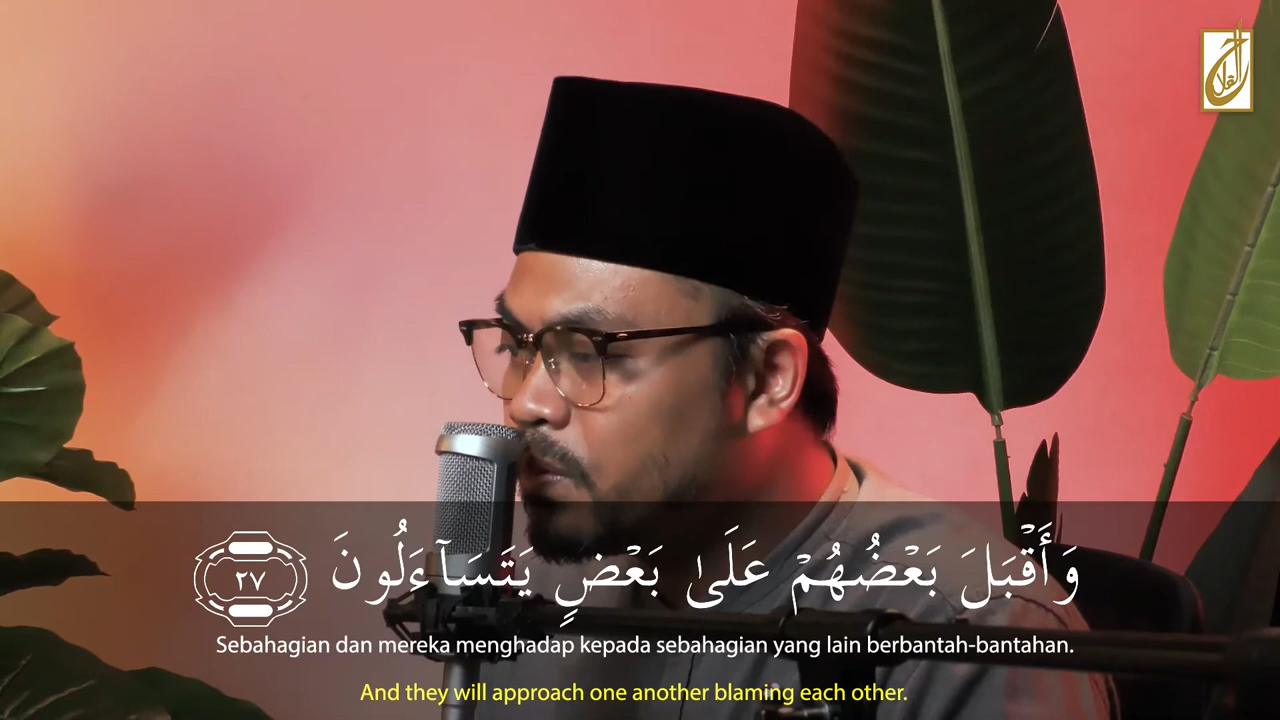 وَأَقْبَلَ بَعْضُهُمْ عَلَىٰ بَعْضٍ يَتَسَآءَلُونَ ٢٧
Sebahagian dan mereka menghadap kepada sebahagian yang lain berbantah-bantahan.
And they will approach one another blaming each other.